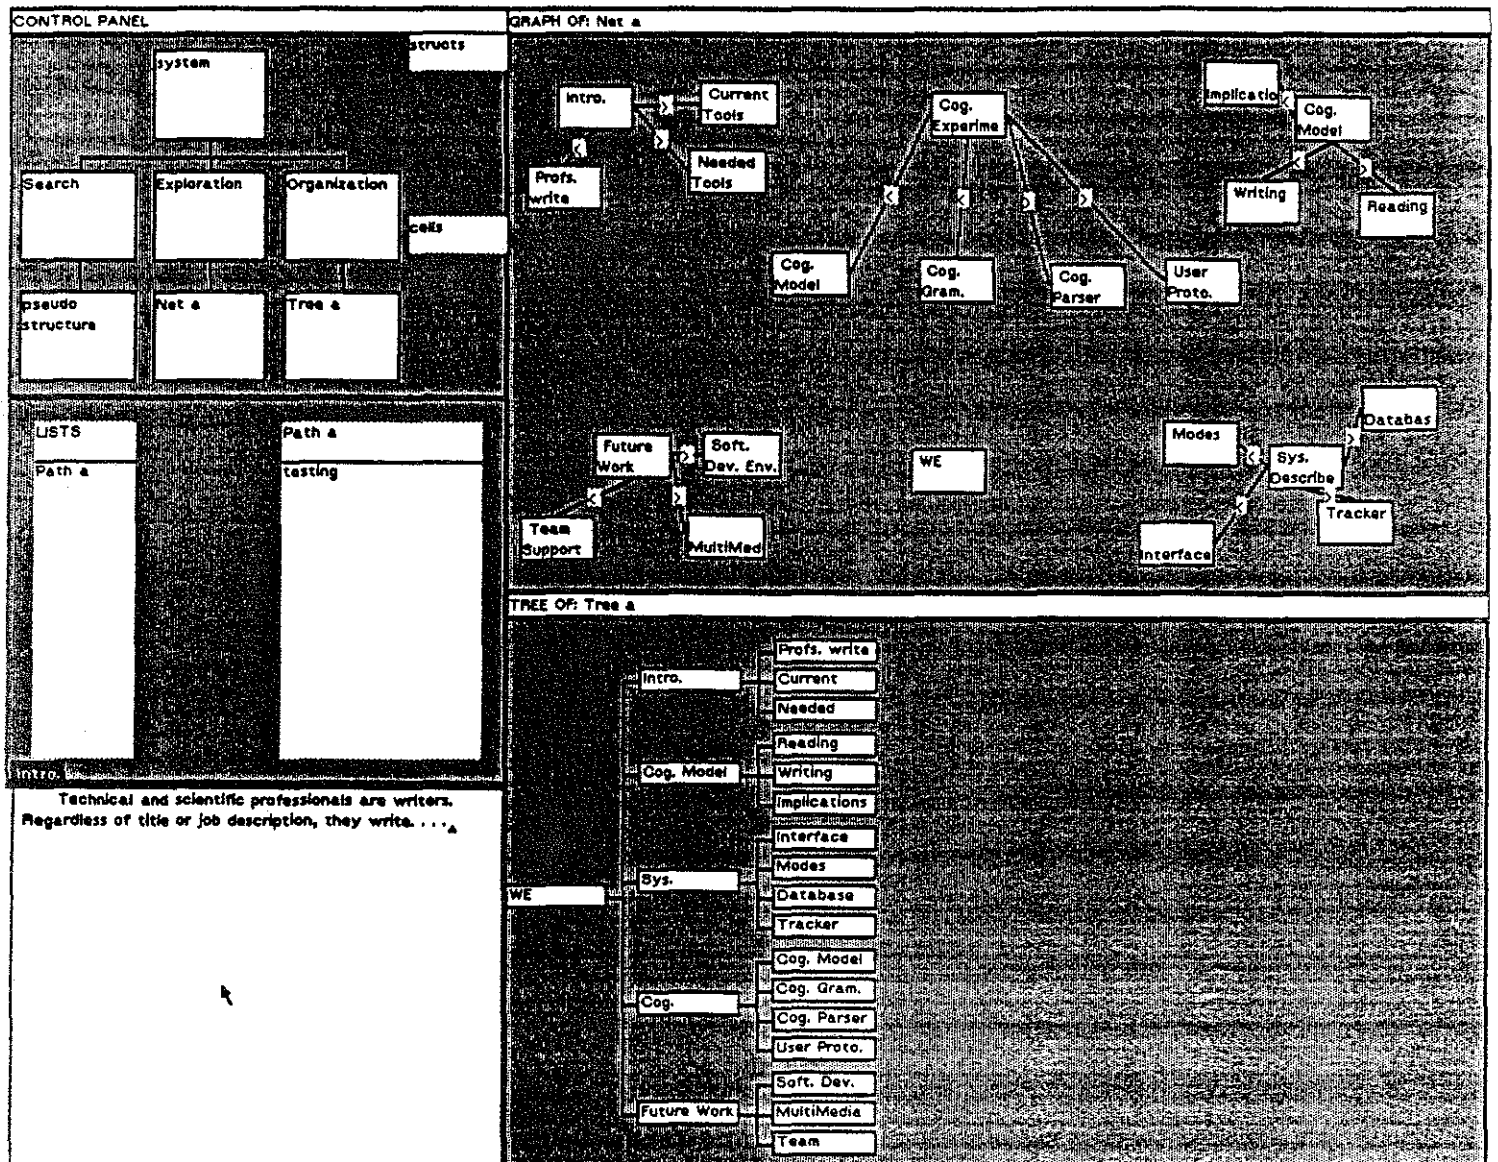 CONTROL PANEL
system
structs
Search
Exploration
Organization
cells
pseudo
structure
Net a
Tree a
LISTS
Path a
Path a
testing
Intro.
Technical and scientific professionals are writers.
Regardless of title or job description, they write. . . .
GRAPH OF: Net a
Intro.
Current
Tools
Needed
Tools
Profs.
write
Cog.
Experime
Cog.
Model
Cog.
Gram.
Cog.
Parser
User
Proto.
Implicatio
Cog.
Model
Writing
Reading
Future
Work
Soft.
Dev. Env.
Team
Support
MultiMed
WE
Modes
Sys.
Describe
Databas
Tracker
Interface
TREE OF: Tree a
WE
Intro.
Profs. write
Current
Needed
Cog. Model
Reading
Writing
Implications
Sys.
Interface
Modes
Database
Tracker
Cog.
Cog. Model
Cog. Gram.
Cog. Parser
User Proto.
Future Work
Soft. Dev.
MultiMedia
Team